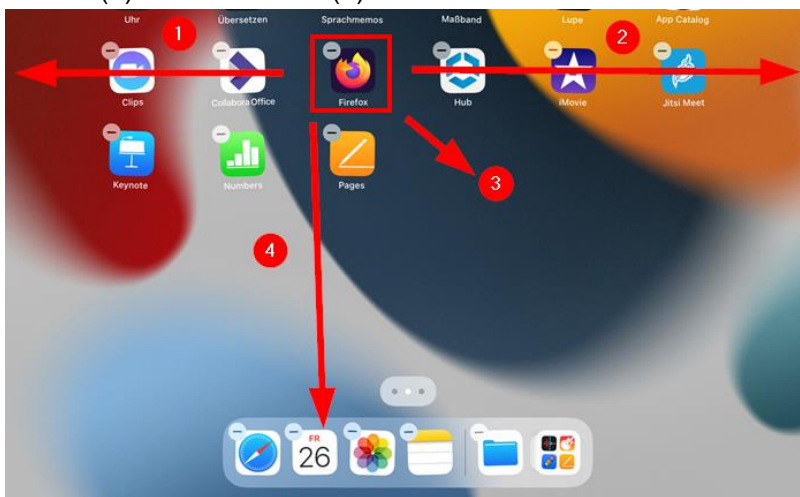 Uhr Übersetzen Sprachmemos Maßband Lupe App Catalog
1 2
Clips Collabora Office Firefox Hub iMovie Jitsi Meet
3
Keynote Numbers Pages
4
FR
26